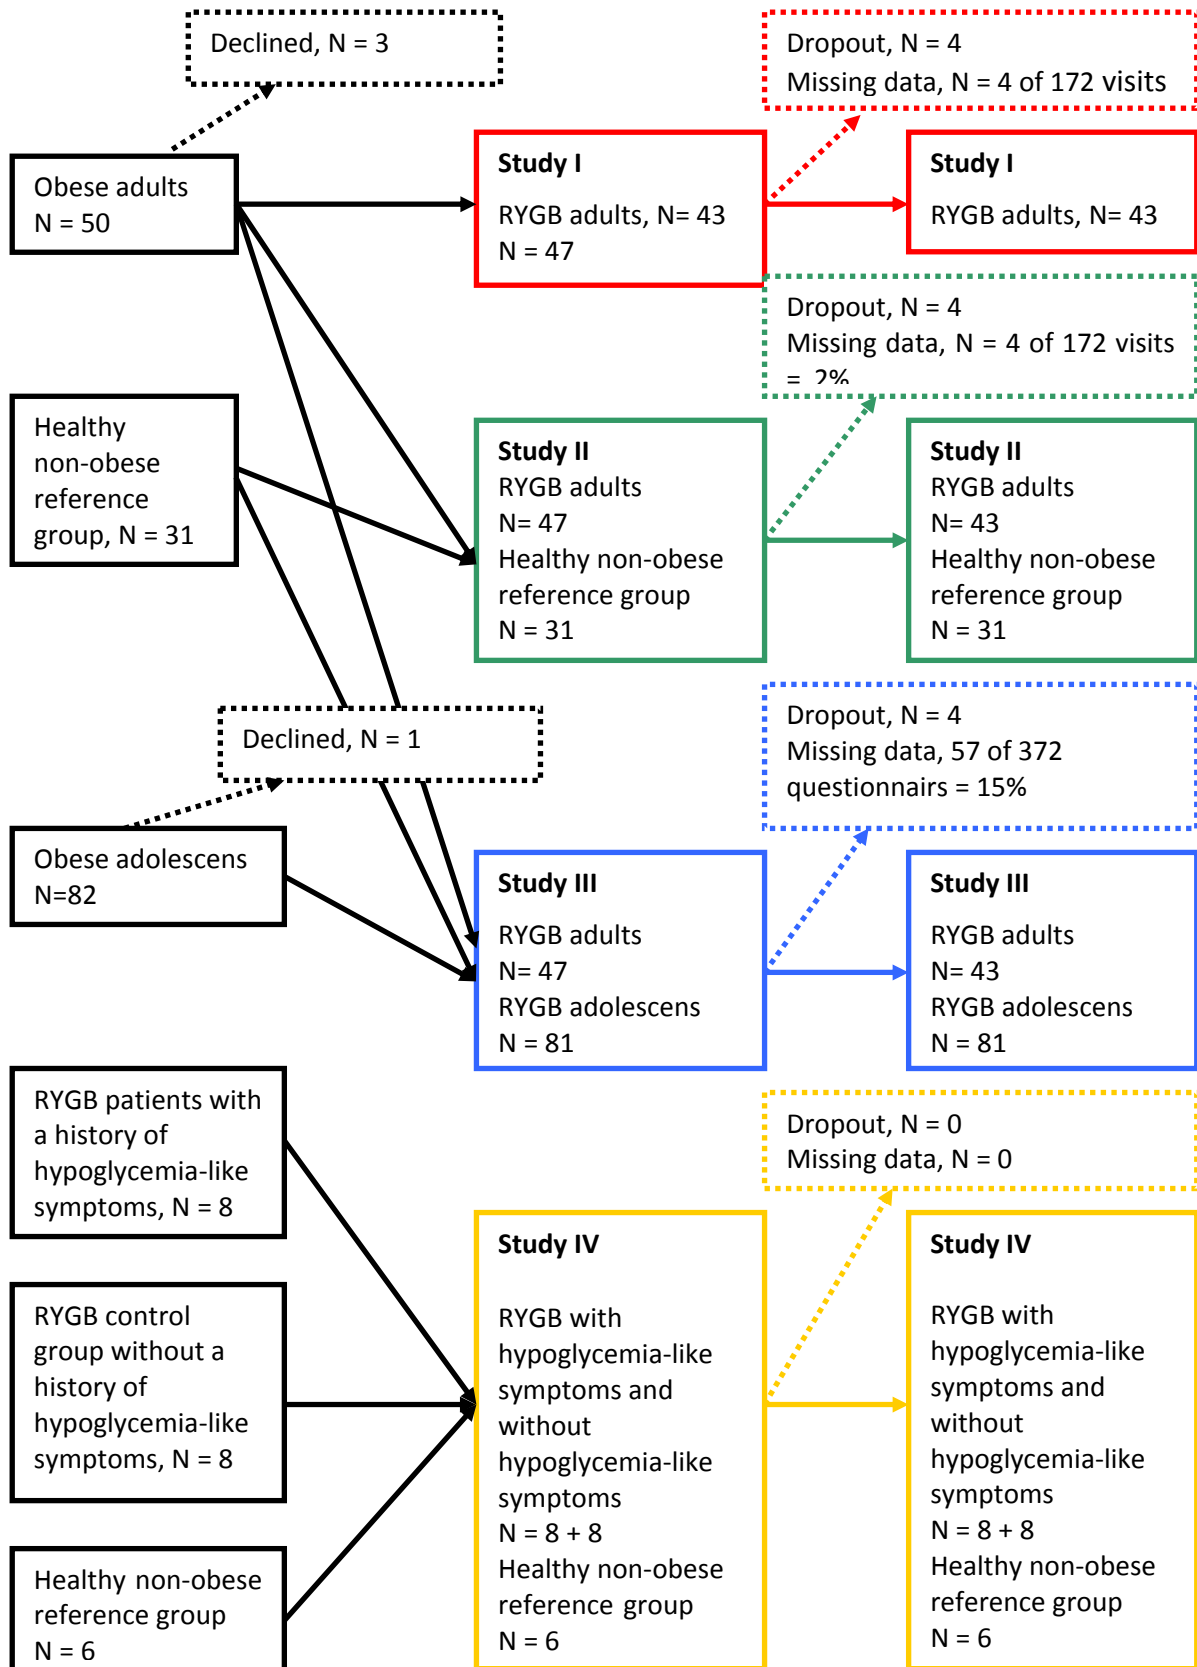 Declined, N = 3
Dropout, N = 4
Missing data, N = 4 of 172 visits
Obese adults
N = 50
Study I
RYGB adults, N= 43
N = 47
Study I
RYGB adults, N= 43
Dropout, N = 4
Missing data, N = 4 of 172 visits
= 2%
Healthy
non-obese
reference
group, N = 31
Study II
RYGB adults
N= 47
Healthy non-obese
reference group
N = 31
Study II
RYGB adults
N= 43
Healthy non-obese
reference group
N = 31
Declined, N = 1
Dropout, N = 4
Missing data, 57 of 372
questionnairs = 15%
Obese adolescens
N=82
Study III
RYGB adults
N= 47
RYGB adolescens
N = 81
Study III
RYGB adults
N= 43
RYGB adolescens
N = 81
RYGB patients with
a history of
hypoglycemia-like
symptoms, N = 8
Dropout, N = 0
Missing data, N = 0
RYGB control
group without a
history of
hypoglycemia-like
symptoms, N = 8
Healthy non-obese
reference group
N = 6
Study IV
RYGB with
hypoglycemia-like
symptoms and
without
hypoglycemia-like
symptoms
N = 8 + 8
Healthy non-obese
reference group
N = 6
Study IV
RYGB with
hypoglycemia-like
symptoms and
without
hypoglycemia-like
symptoms
N = 8 + 8
Healthy non-obese
reference group
N = 6